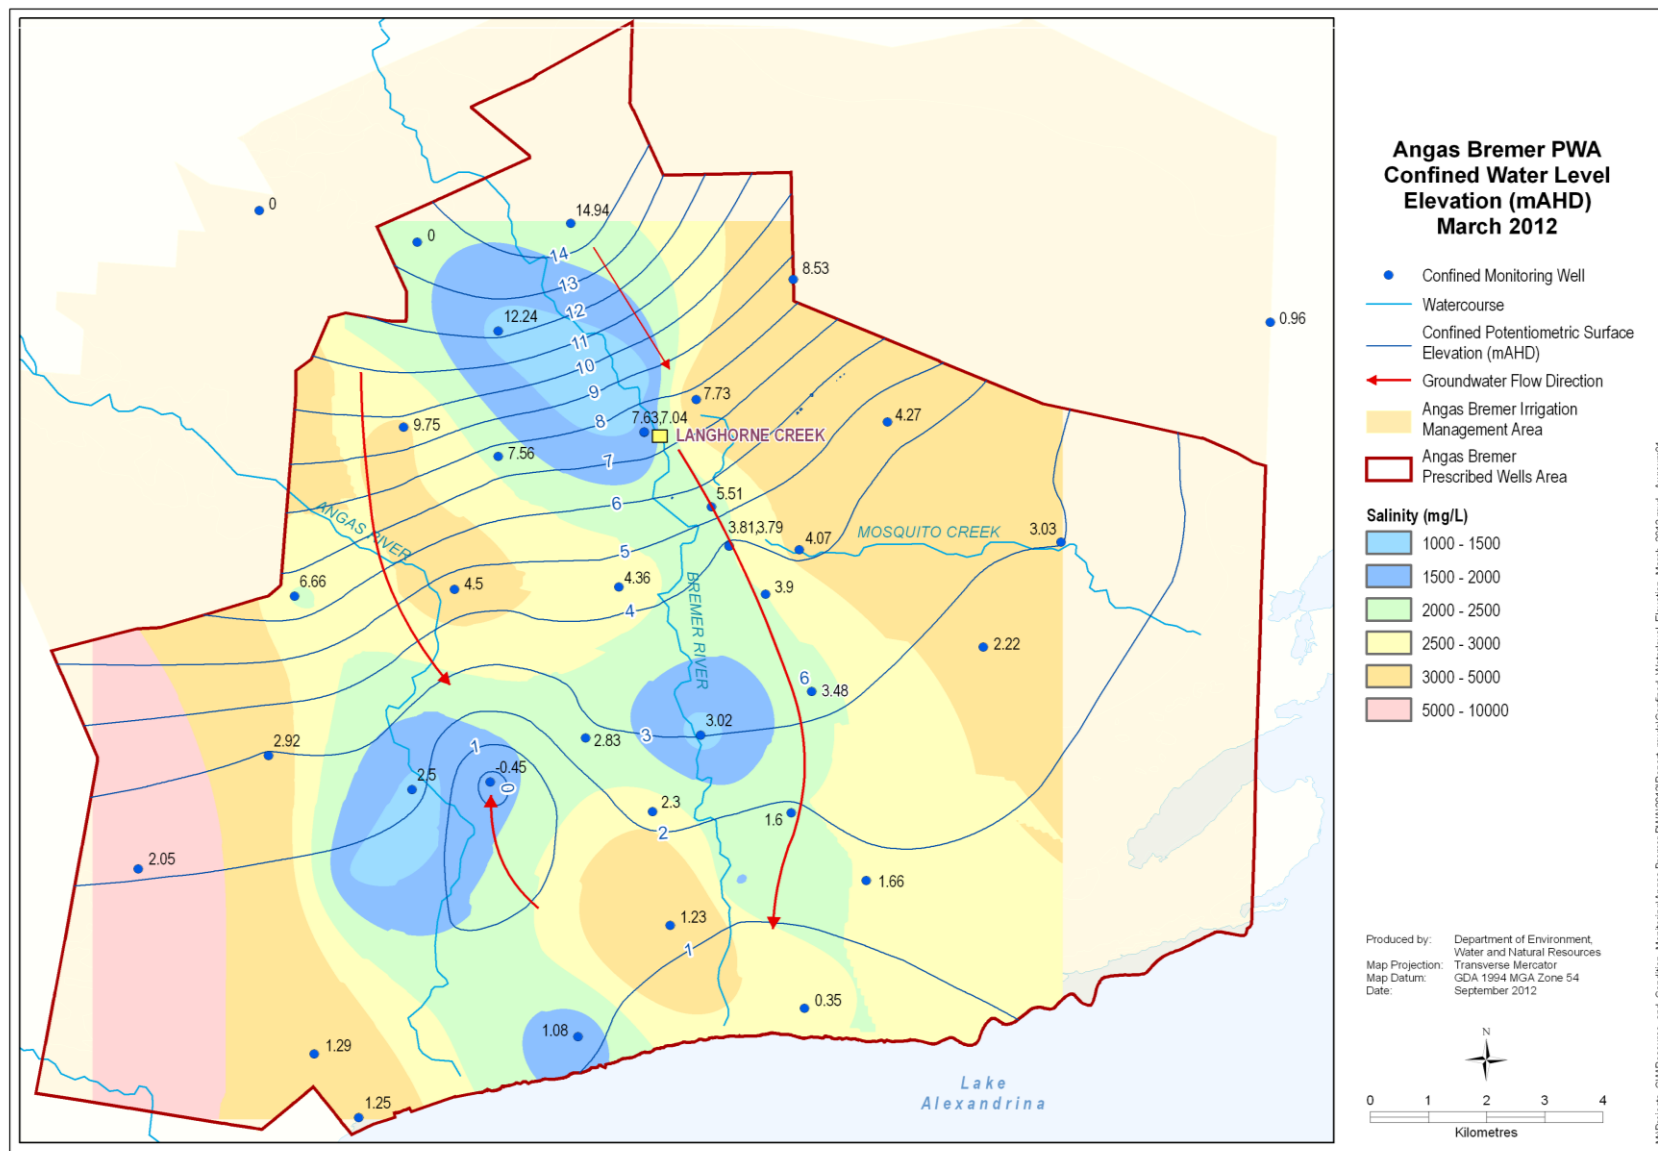 Angas Bremer PWA
Confined Water Level
Elevation (mAHD)
March 2012
Confined Monitoring Well
Watercourse
Confined Potentiometric Surface
Elevation (mAHD)
Groundwater Flow Direction
Angas Bremer Irrigation
Management Area
Angas Bremer
Prescribed Wells Area
Salinity (mg/L)
1000 - 1500
1500 - 2000
2000 - 2500
2500 - 3000
3000 - 5000
5000 - 10000
Produced by: Department of Environment,
Water and Natural Resources
Map Projection: Transverse Mercator
Map Datum: GDA 1994 MGA Zone 54
Date: September 2012
N
0 1 2 3 4
Kilometres
0
14.94
0
14
8.53
13
12
12.24
0.96
11
10
9
7.73
8
7.63,7.04
4.27
9.75
LANGHORNE CREEK
7.56
7
6
5.51
ANGAS RIVER
3.81,3.79
MOSQUITO CREEK
3.03
4.07
5
6.66
4.5
4.36
3.9
4
BREMER RIVER
2.22
6
3.48
3.02
3
2.92
2.83
1
-0.45
2.5
0
2.3
1.6
2
2.05
1.66
1.23
1
0.35
1.08
1.29
1.25
Lake
Alexandrina